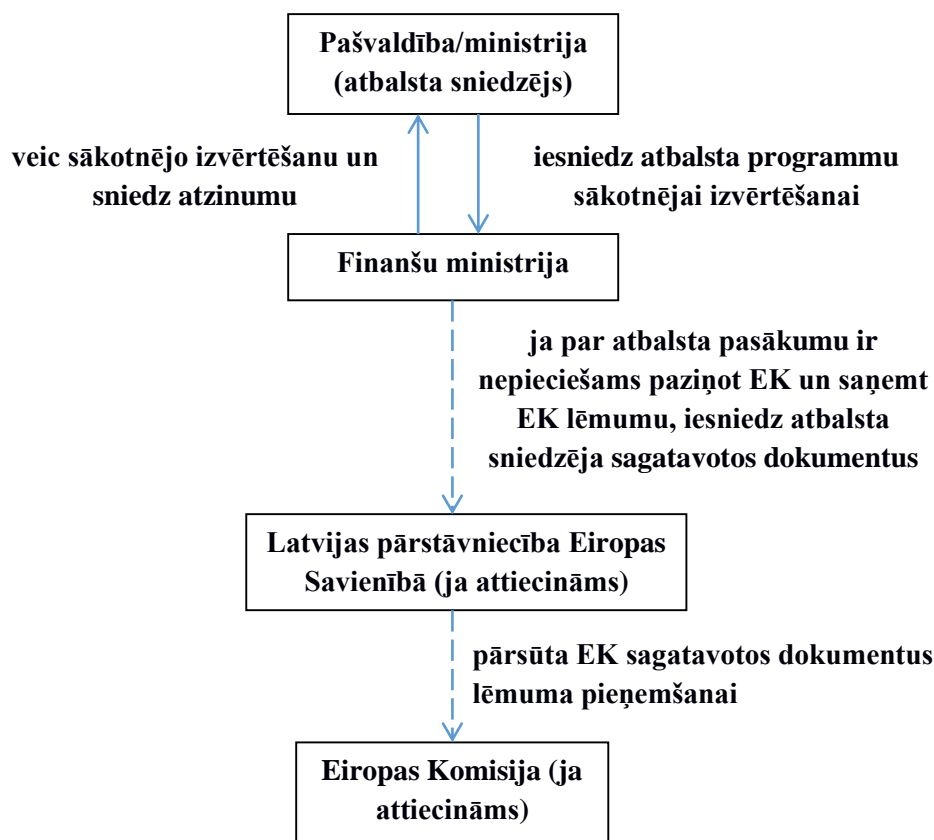 Pašvaldība/ministrija
(atbalsta sniedzējs)
veic sākotnējo izvērtēšanu un
sniedz atzinumu
iesniedz atbalsta programmu
sākotnējai izvērtēšanai
Finanšu ministrija
ja par atbalsta pasākumu ir
nepieciešams paziņot EK un saņemt
EK lēmumu, iesniedz atbalsta
sniedzēja sagatavotos dokumentus
Latvijas pārstāvniecība Eiropas
Savienībā (ja attiecināms)
pārsūta EK sagatavotos dokumentus
lēmuma pieņemšanai
Eiropas Komisija (ja
attiecināms)